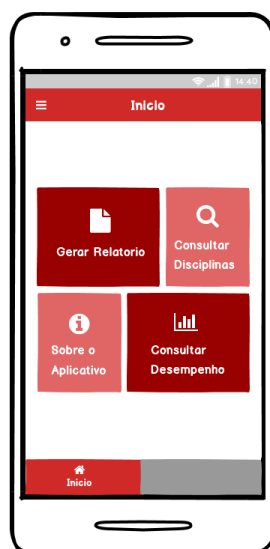 14:40
Inicio
Gerar Relatorio
Consultar
Disciplinas
Sobre o
Aplicativo
Consultar
Desempenho
Inicio